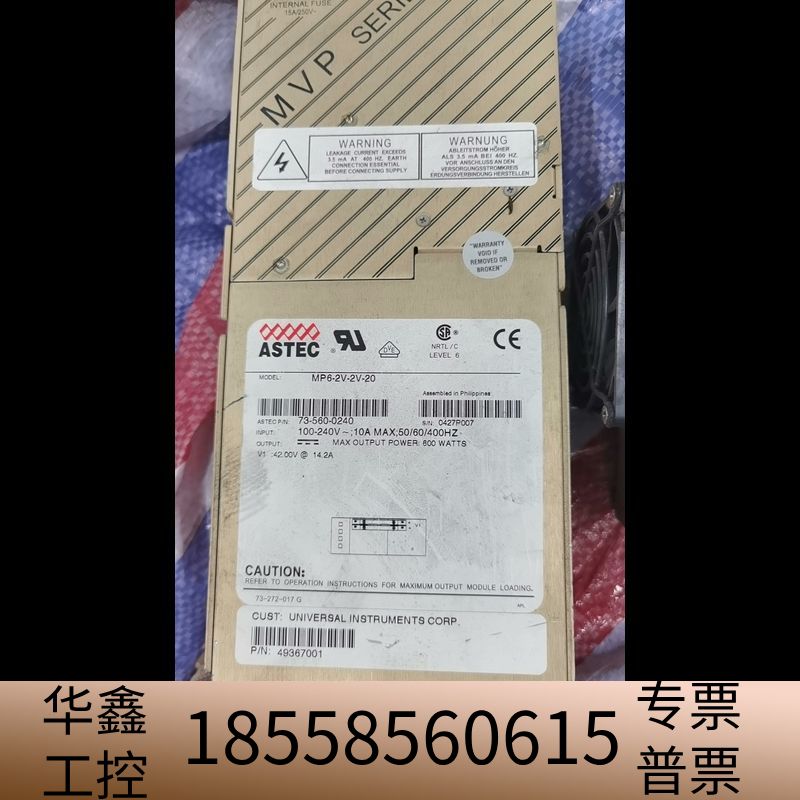 INTERNAL FUSE
15A/250V~
MVP SERI
WARNING
LEAKAGE CURRENT EXCEEDS
3.5 mA AT 400 HZ. EARTH
CONNECTION ESSENTIAL
BEFORE CONNECTING SUPPLY
WARNUNG
ABLEITSTROM HÖHER
ALS 3.5 mA BEI 400 HZ.
VOR ANSCHLUSS AN DEN
VERSORGUNGSSTROMKREIS
ERDUNGSVERBINDUNG HERSTELLEN
"WARRANTY
VOID IF
REMOVED OR
BROKEN"
ASTEC
NRTL/C
LEVEL 6
CE
MODEL: MP6-2V-2V-20
Assembled in Philippines
ASTEC P/N: 73-560-0240
S/N: 0427P007
INPUT: 100-240V~;10A MAX;50/60/400HZ
OUTPUT: MAX OUTPUT POWER: 600 WATTS
V1 :42.00V @ 14.2A
V1
CAUTION:
REFER TO OPERATION INSTRUCTIONS FOR MAXIMUM OUTPUT MODULE LOADING.
73-272-017 G
APL
CUST: UNIVERSAL INSTRUMENTS CORP.
P/N: 49367001
华鑫
工控
18558560615
专票
普票